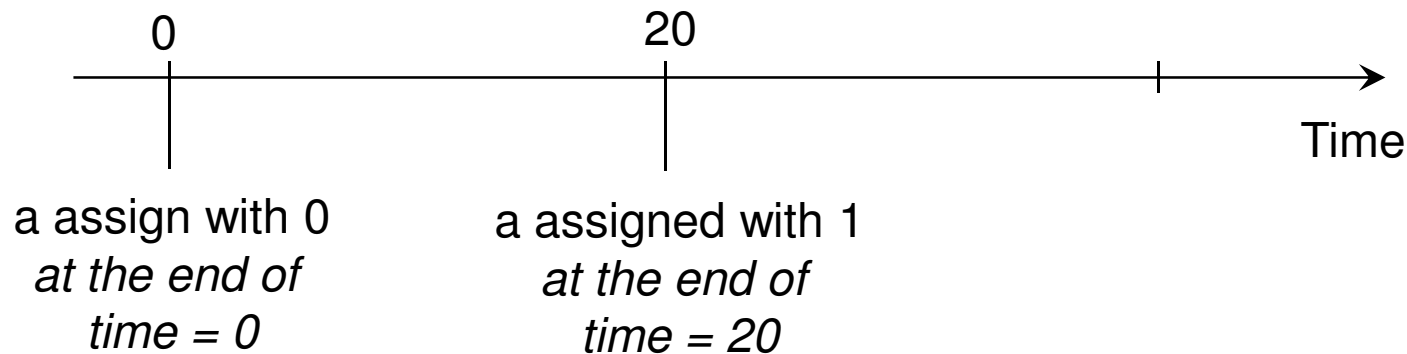 0
20
Time
a assign with 0
at the end of
time = 0
a assigned with 1
at the end of
time = 20